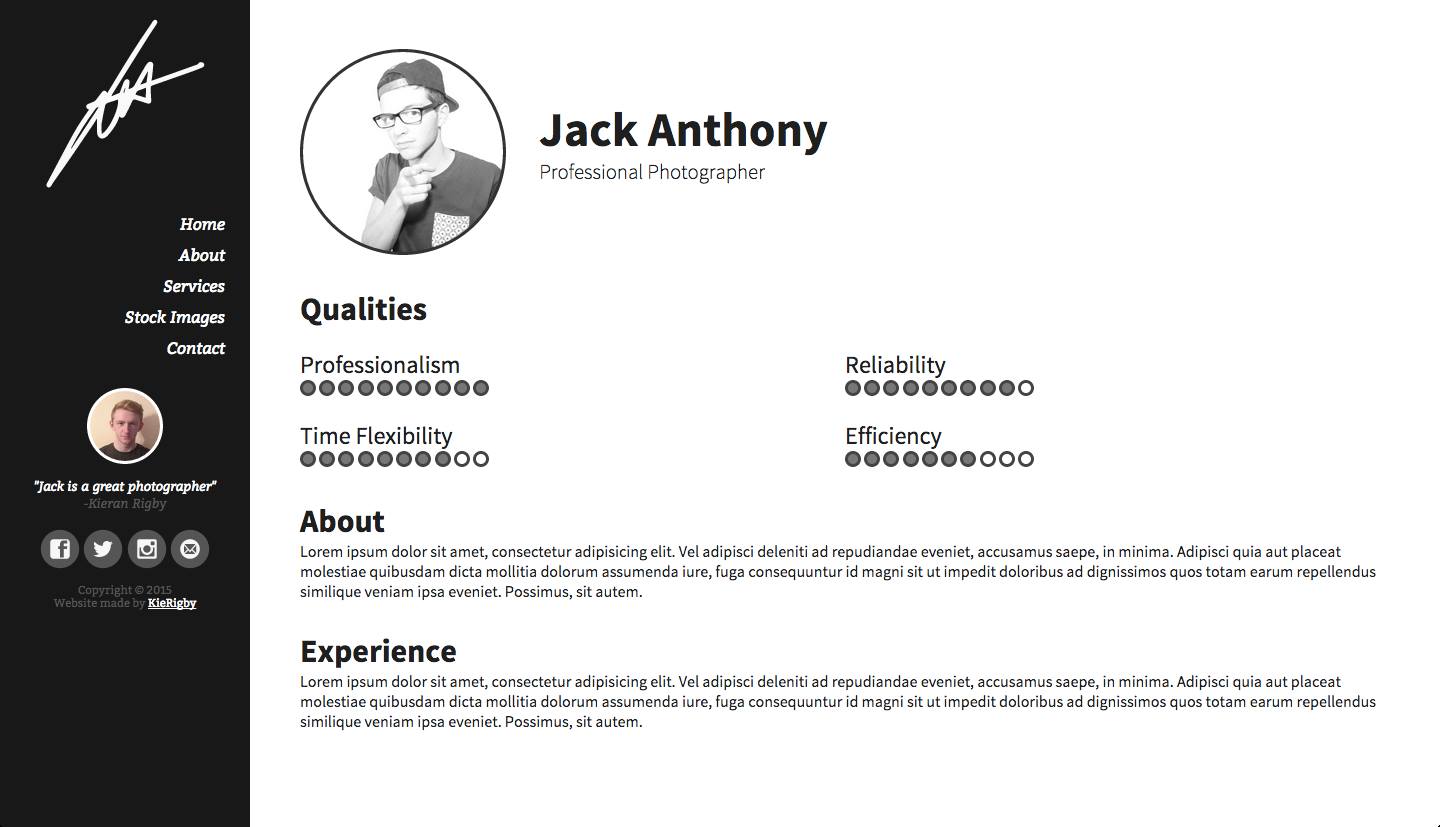 Home
About
Services
Stock Images
Contact
"Jack is a great photographer"
-Kieran Rigby
Copyright © 2015
Website made by KieRigby
Jack Anthony
Professional Photographer
Qualities
Professionalism
Reliability
Time Flexibility
Efficiency
About
Lorem ipsum dolor sit amet, consectetur adipisicing elit. Vel adipisci deleniti ad repudiandae eveniet, accusamus saepe, in minima. Adipisci quia aut placeat
molestiae quibusdam dicta mollitia dolorum assumenda iure, fuga consequuntur id magni sit ut impedit doloribus ad dignissimos quos totam earum repellendus
similique veniam ipsa eveniet. Possimus, sit autem.
Experience
Lorem ipsum dolor sit amet, consectetur adipisicing elit. Vel adipisci deleniti ad repudiandae eveniet, accusamus saepe, in minima. Adipisci quia aut placeat
molestiae quibusdam dicta mollitia dolorum assumenda iure, fuga consequuntur id magni sit ut impedit doloribus ad dignissimos quos totam earum repellendus
similique veniam ipsa eveniet. Possimus, sit autem.